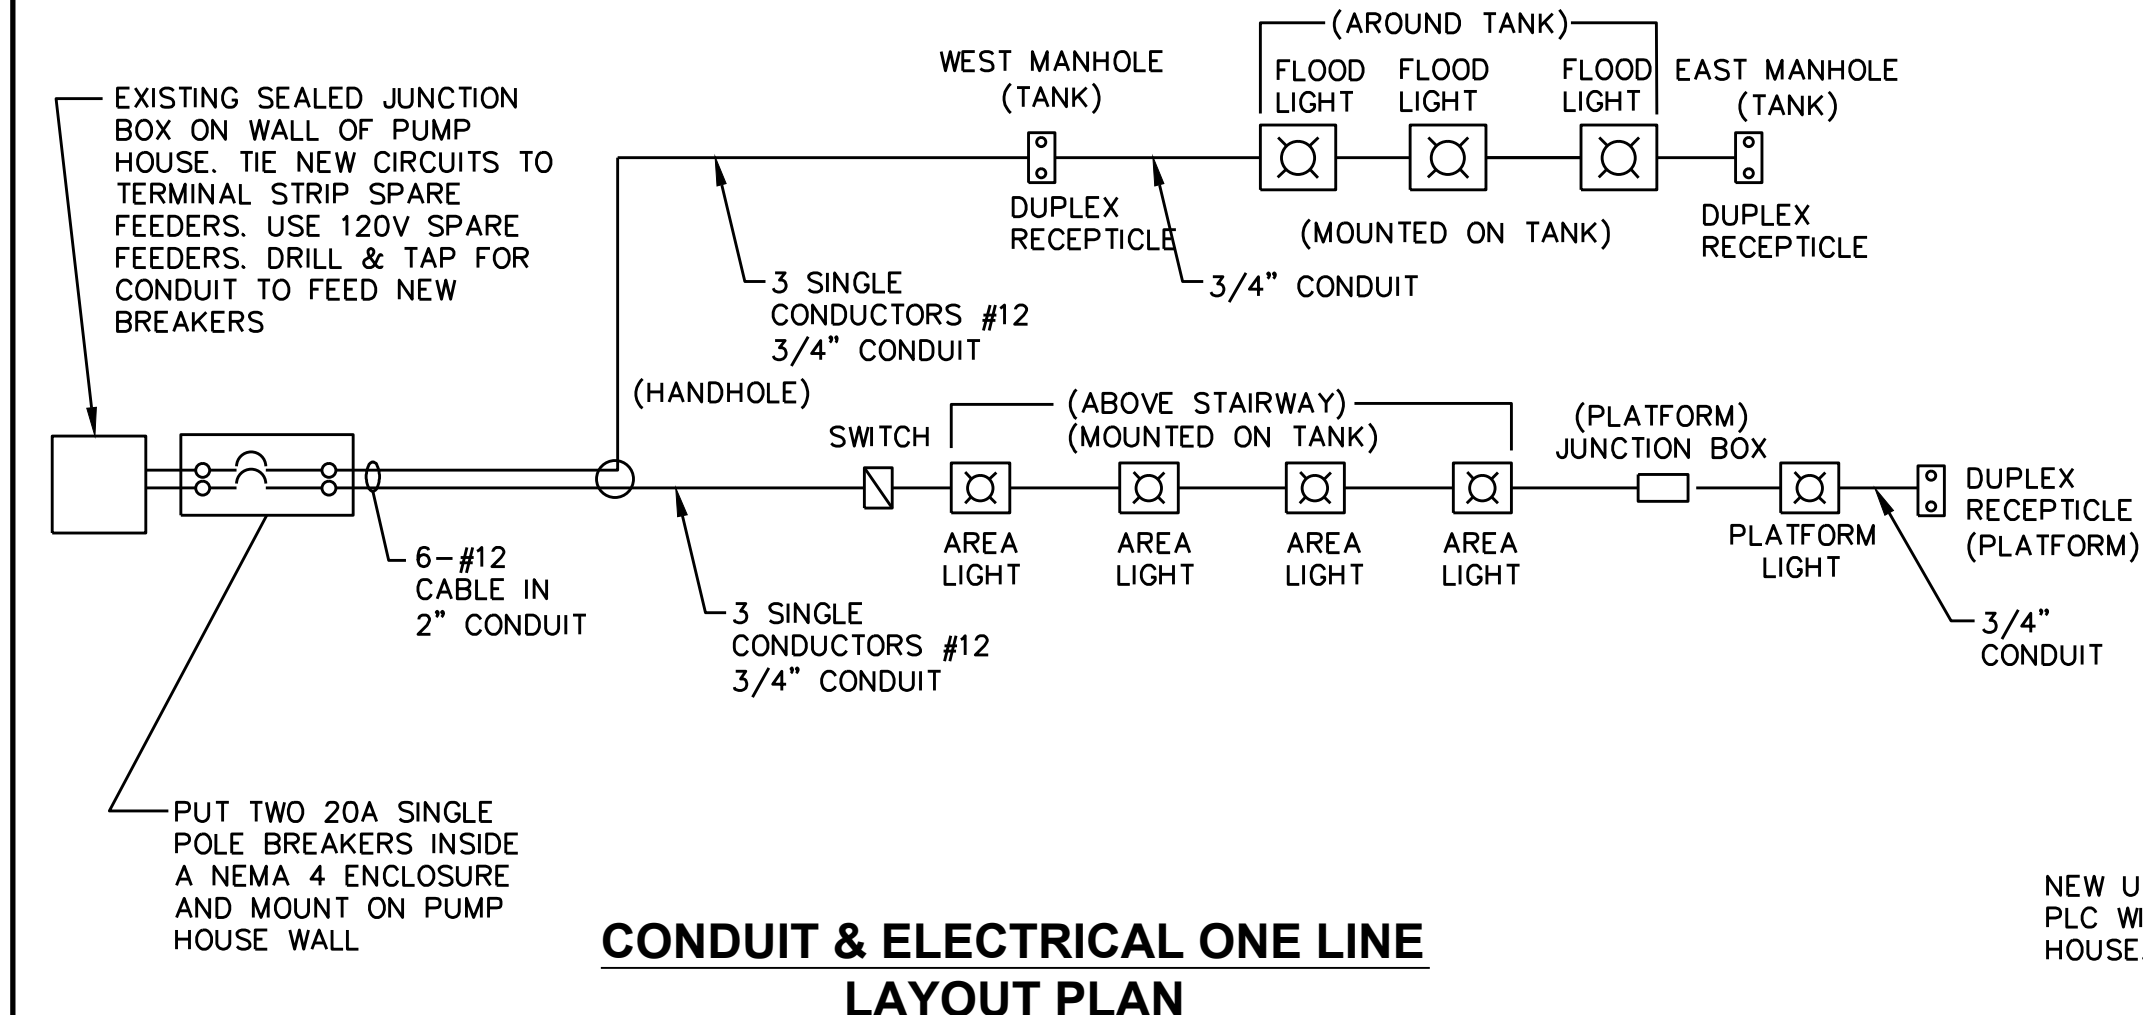 EXISTING SEALED JUNCTION
BOX ON WALL OF PUMP
HOUSE. TIE NEW CIRCUITS TO
TERMINAL STRIP SPARE
FEEDERS. USE 120V SPARE
FEEDERS. DRILL & TAP FOR
CONDUIT TO FEED NEW
BREAKERS
WEST MANHOLE
(TANK)
DUPLEX
RECEPTICLE
(AROUND TANK)
FLOOD
LIGHT
FLOOD
LIGHT
FLOOD
LIGHT
(MOUNTED ON TANK)
EAST MANHOLE
(TANK)
DUPLEX
RECEPTICLE
3 SINGLE
CONDUCTORS #12
3/4" CONDUIT
3/4" CONDUIT
(HANDHOLE)
SWITCH
(ABOVE STAIRWAY)
(MOUNTED ON TANK)
(PLATFORM)
JUNCTION BOX
AREA
LIGHT
AREA
LIGHT
AREA
LIGHT
AREA
LIGHT
PLATFORM
LIGHT
DUPLEX
RECEPTICLE
(PLATFORM)
6-#12
CABLE IN
2" CONDUIT
3 SINGLE
CONDUCTORS #12
3/4" CONDUIT
3/4"
CONDUIT
PUT TWO 20A SINGLE
POLE BREAKERS INSIDE
A NEMA 4 ENCLOSURE
AND MOUNT ON PUMP
HOUSE WALL
CONDUIT & ELECTRICAL ONE LINE
LAYOUT PLAN
NEW U
PLC WI
HOUSE.